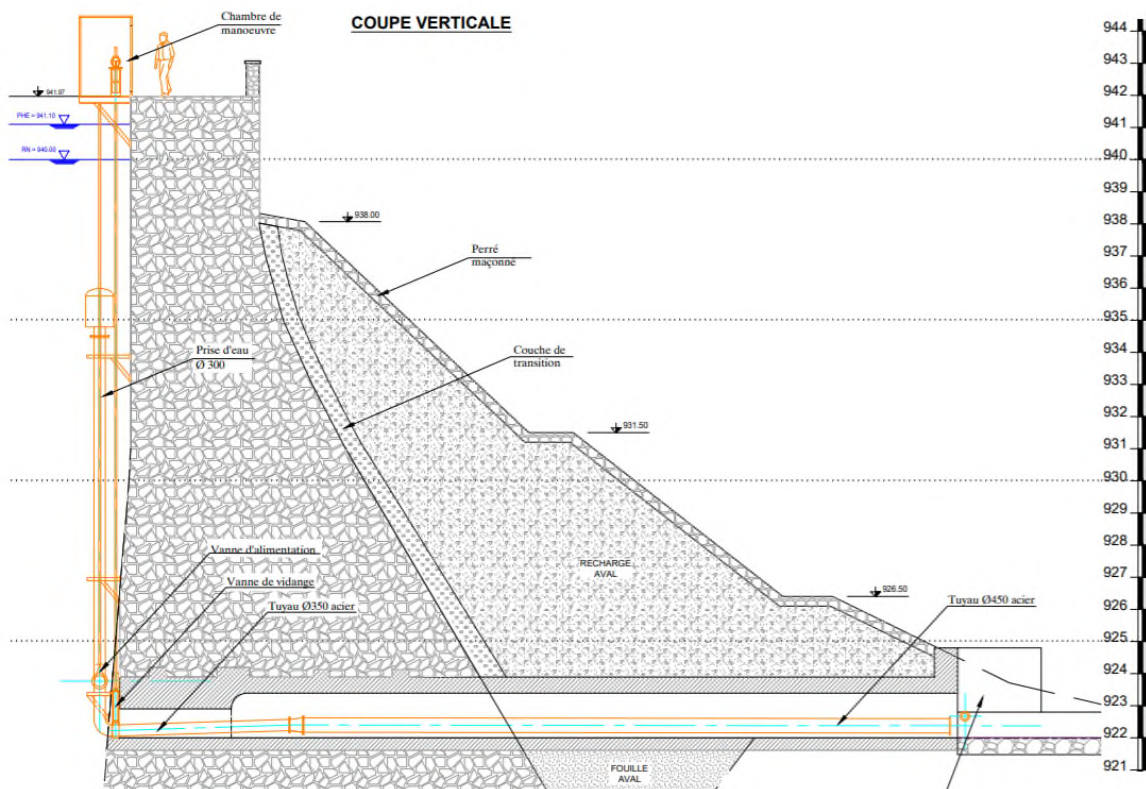 COUPE VERTICALE
Chambre de
manoeuvre
941.97
PHE = 941.10
RN = 940.00
938.00
Perré
maçonné
Prise d'eau
Ø 300
Couche de
transition
931.50
Vanne d'alimentation
Vanne de vidange
Tuyau Ø350 acier
RECHARGE
AVAL
926.50
Tuyau Ø450 acier
FOUILLE
AVAL
944
943
942
941
940
939
938
937
936
935
934
933
932
931
930
929
928
927
926
925
924
923
922
921